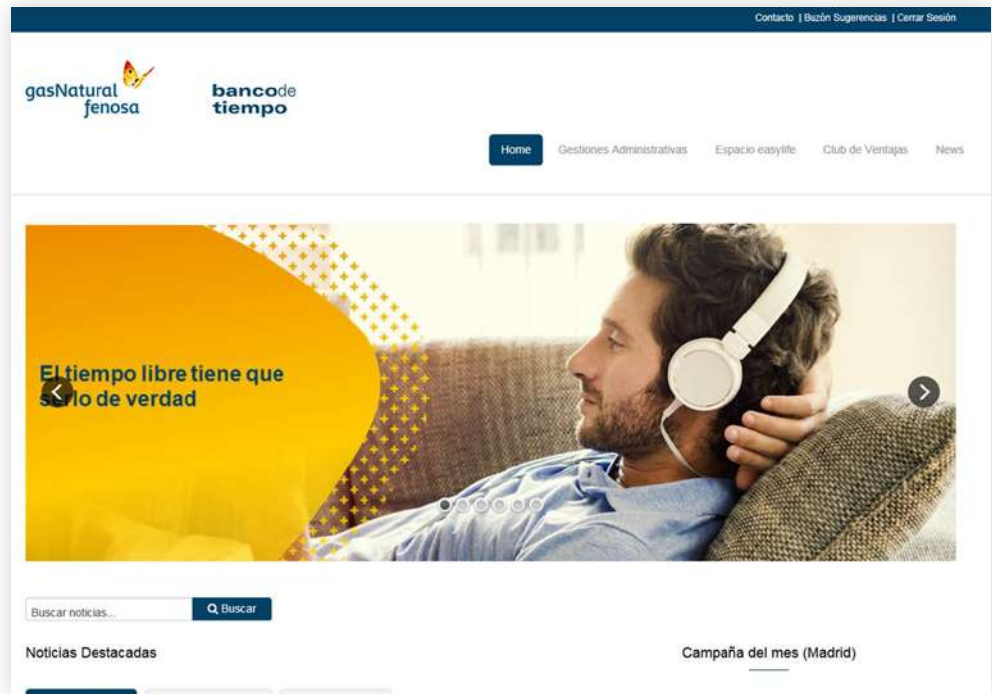 Contacto | Buzón Sugerencias | Cerrar Sesión
gasNatural
fenosa
bancode
tiempo
Home Gestiones Administrativas Espacio easylife Club de Ventajas News
El tiempo libre tiene que
serlo de verdad
Buscar noticias... Buscar
Noticias Destacadas
Campaña del mes (Madrid)